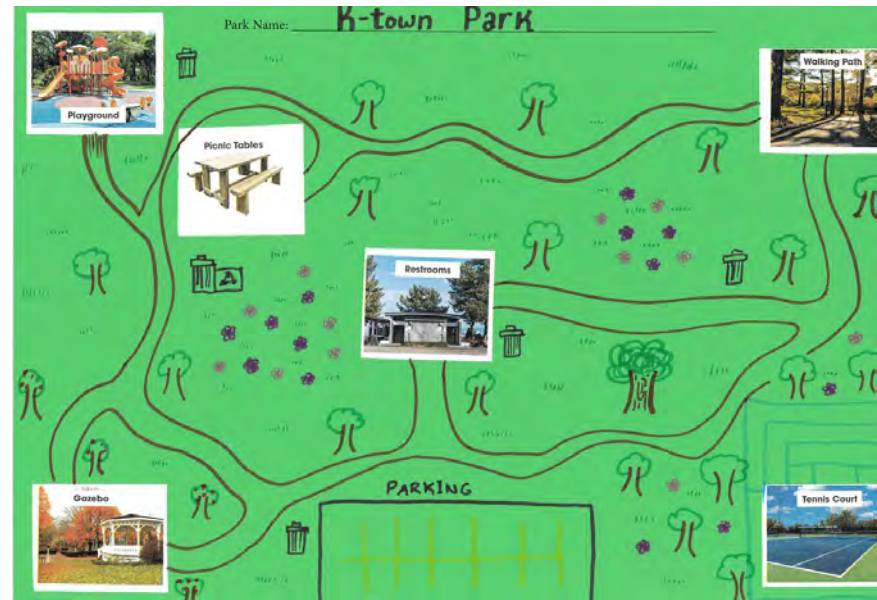 Park Name: K-town Park
Walking Path
Playground
Picnic Tables
Restrooms
PARKING
Gazebo
Tennis Court